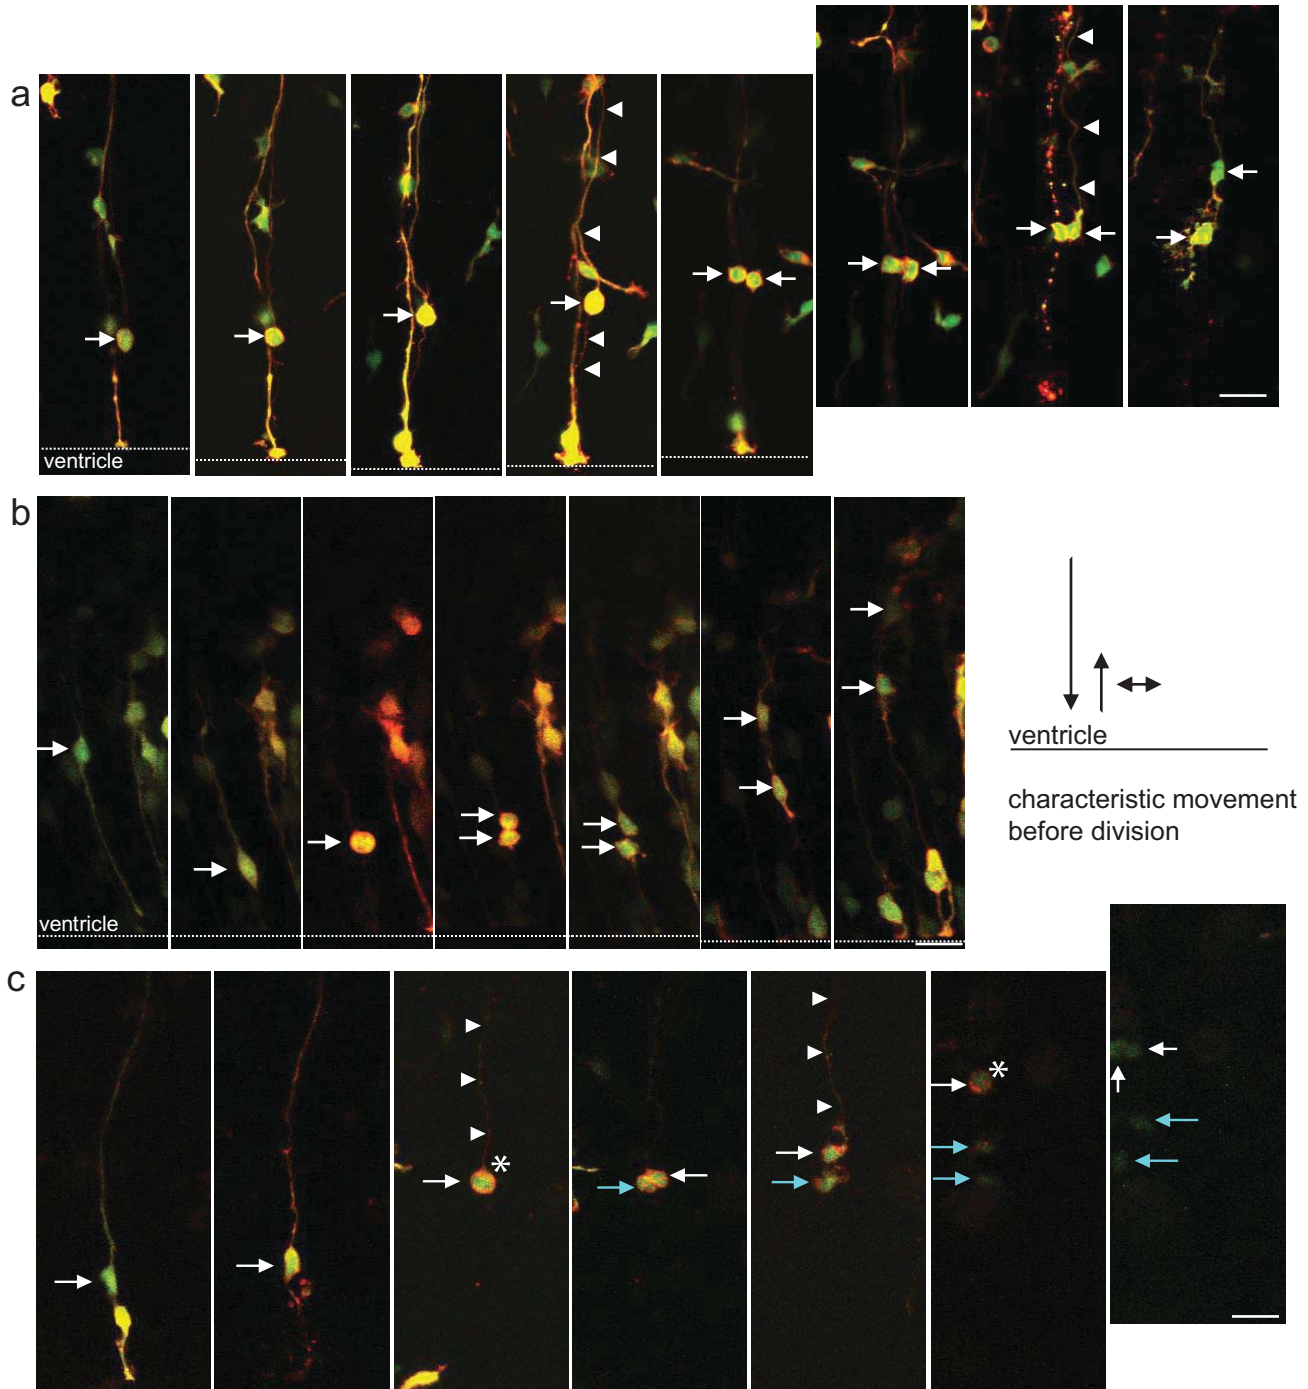 a
ventricle
b
ventricle
ventricle
characteristic movement
before division
c
*
*